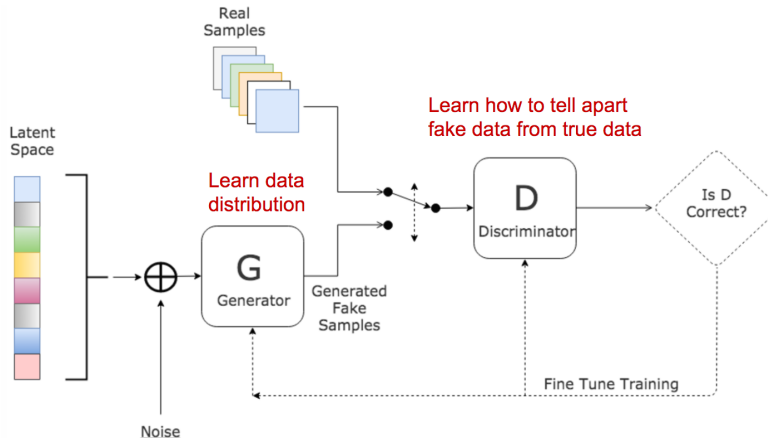 Real
Samples
Learn how to tell apart
fake data from true data
Latent
Space
Learn data
distribution
D
Discriminator
Is D
Correct?
G
Generator
Generated
Fake
Samples
Fine Tune Training
Noise